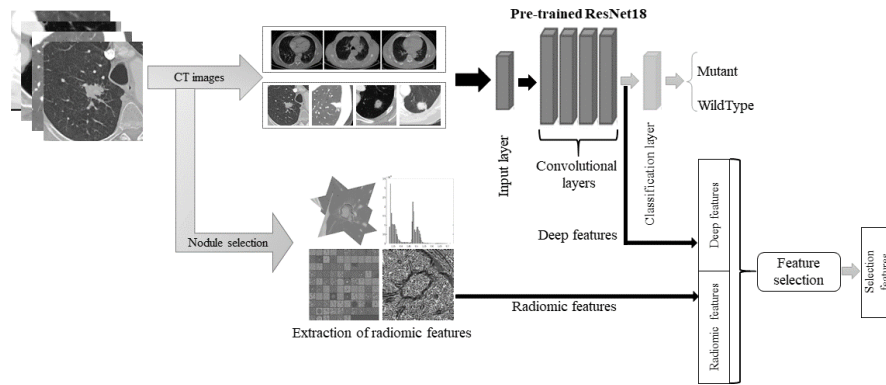 Pre-trained ResNet18
CT images
Mutant
WildType
Input layer
Convolutional
layers
Classification layer
Deep features
Deep features
Nodule selection
Feature
selection
Selection
features
Radiomic features
Radiomic features
Extraction of radiomic features